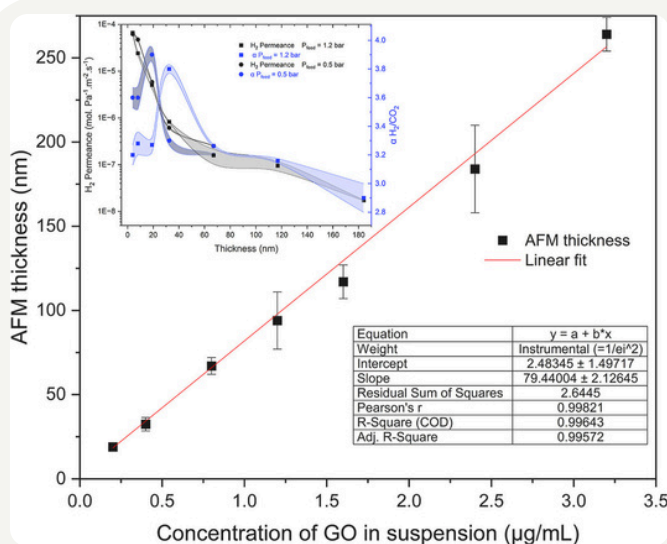 H₂ Permeance (mol. Pa⁻¹.m⁻².s⁻¹)
1E-4
1E-5
1E-6
1E-7
1E-8
H₂ Permeance P_feed = 1.2 bar
α P_feed = 1.2 bar
H₂ Permeance P_feed = 0.5 bar
α P_feed = 0.5 bar
4.0
3.8
3.6
3.4
3.2
3.0
2.8
α H₂/CO₂
0 20 40 60 80 100 120 140 160 180
Thickness (nm)
AFM thickness (nm)
250
200
150
100
50
0
AFM thickness
Linear fit
Equation y = a + b*x
Weight Instrumental (=1/ei^2)
Intercept 2.48345 ± 1.49717
Slope 79.44004 ± 2.12645
Residual Sum of Squares 2.6445
Pearson's r 0.99821
R-Square (COD) 0.99643
Adj. R-Square 0.99572
0.0 0.5 1.0 1.5 2.0 2.5 3.0 3.5
Concentration of GO in suspension (µg/mL)